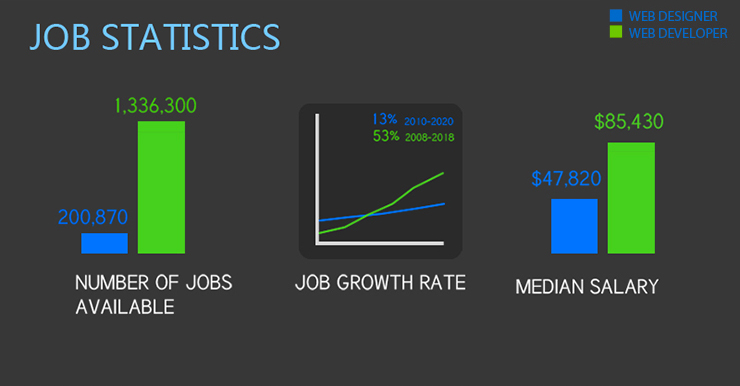 JOB STATISTICS
WEB DESIGNER
WEB DEVELOPER
1,336,300
200,870
NUMBER OF JOBS
AVAILABLE
13% 2010-2020
53% 2008-2018
JOB GROWTH RATE
$85,430
$47,820
MEDIAN SALARY